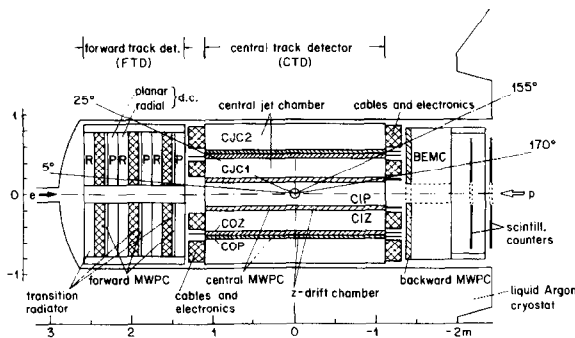 forward track det.
(FTD)
central track detector
(CTD)
planar
radial
d.c.
25°
155°
central jet chamber
cables and electronics
CJC2
BEMC
170°
5°
R P R P R P
CJC1
1
0
-1
e
p
CIP
CIZ
COZ
COP
scintill.
counters
forward MWPC
central MWPC
backward MWPC
transition
radiator
cables and
electronics
z-drift chamber
liquid Argon
cryostat
3 2 1 0 -1 -2m